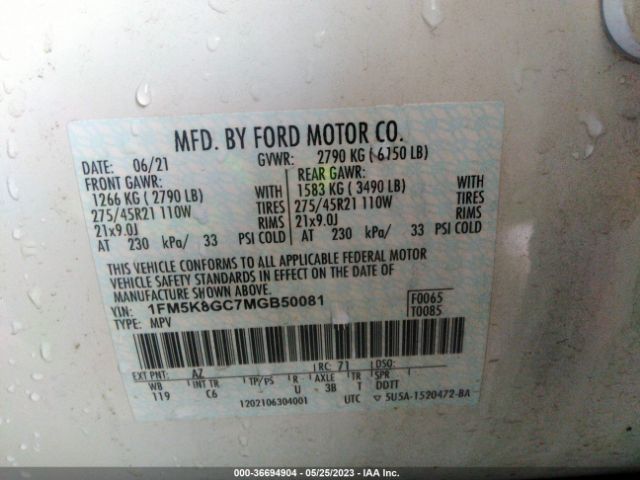 MFD. BY FORD MOTOR CO.
DATE: 06/21 GVWR: 2790 KG ( 6150 LB)
FRONT GAWR: REAR GAWR:
1266 KG ( 2790 LB) WITH 1583 KG ( 3490 LB) WITH
275/45R21 110W TIRES 275/45R21 110W TIRES
21x9.0J RIMS 21x9.0J RIMS
AT 230 kPa/ 33 PSI COLD AT 230 kPa/ 33 PSI COLD
THIS VEHICLE CONFORMS TO ALL APPLICABLE FEDERAL MOTOR
VEHICLE SAFETY STANDARDS IN EFFECT ON THE DATE OF
MANUFACTURE SHOWN ABOVE.
VIN: 1FM5K8GC7MGB50081 F0065
TYPE: MPV T0085
EXT PNT: AZ RC: 71 DSO:
WB INT TR TP/PS R AXLE TR SPR
119 C6 U 3B T DDTT
1202106304001 UTC 5U5A-1520472-BA
000-36694904 - 05/25/2023 - IAA Inc.